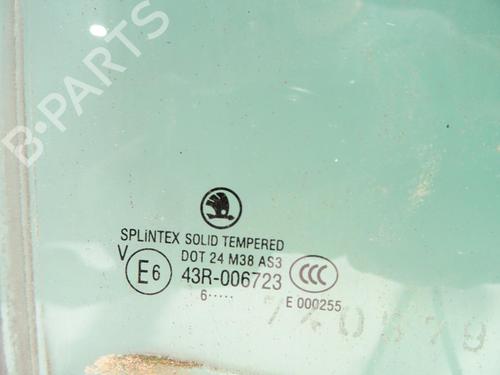 B-PARTS
SPLiNTEX SOLID TEMPERED
V
DOT 24 M38 AS3
E6 43R-006723 CCC
6·····
E 000255